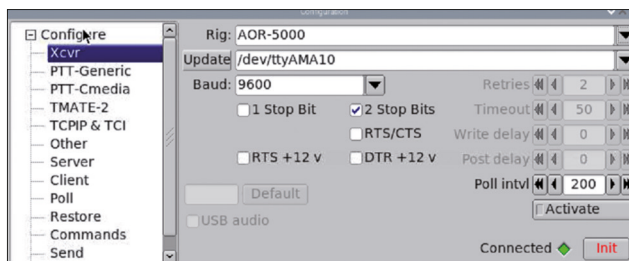 Configuration
Configure
Xcvr
PTT-Generic
PTT-Cmedia
TMATE-2
TCPIP & TCI
Other
Server
Client
Poll
Restore
Commands
Send
Rig: AOR-5000
Update /dev/ttyAMA10
Baud: 9600
Retries 2
1 Stop Bit 2 Stop Bits Timeout 50
RTS/CTS Write delay 0
RTS +12 v DTR +12 v Post delay 0
Poll intvl 200
Default Activate
USB audio
Connected Init